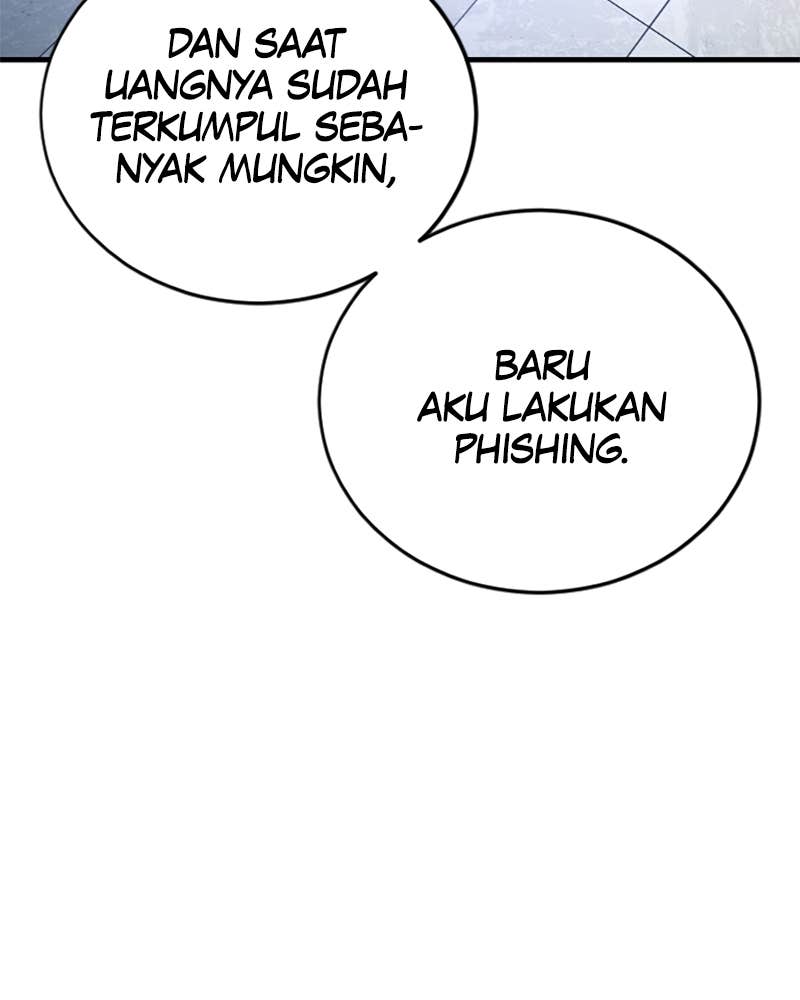 DAN SAAT
UANGNYA SUDAH
TERKUMPUL SEBA-
NYAK MUNGKIN,
BARU
AKU LAKUKAN
PHISHING.